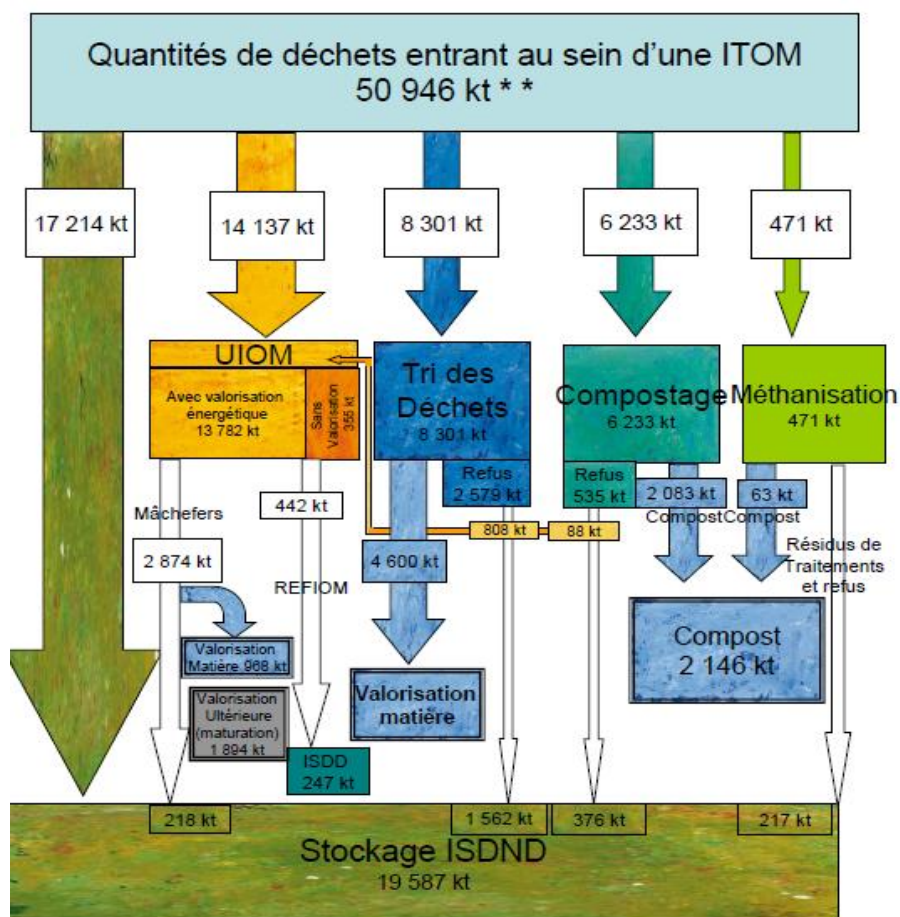 Quantités de déchets entrant au sein d'une ITOM
50 946 kt * *
17 214 kt
14 137 kt
8 301 kt
6 233 kt
471 kt
UIOM
Avec valorisation
énergétique
13 782 kt
Sans
Valorisation
355 kt
Tri des
Déchets
8 301 kt
Compostage
6 233 kt
Méthanisation
471 kt
Refus
2 579 kt
Refus
535 kt
2 083 kt
Compost
63 kt
Compost
442 kt
Mâchefers
2 874 kt
REFIOM
808 kt
88 kt
4 600 kt
Résidus de
Traitements
et refus
Valorisation
Matière 968 kt
Valorisation
Ultérieure
(maturation)
1 894 kt
Valorisation
matière
Compost
2 146 kt
ISDD
247 kt
218 kt
1 562 kt
376 kt
217 kt
Stockage ISDND
19 587 kt